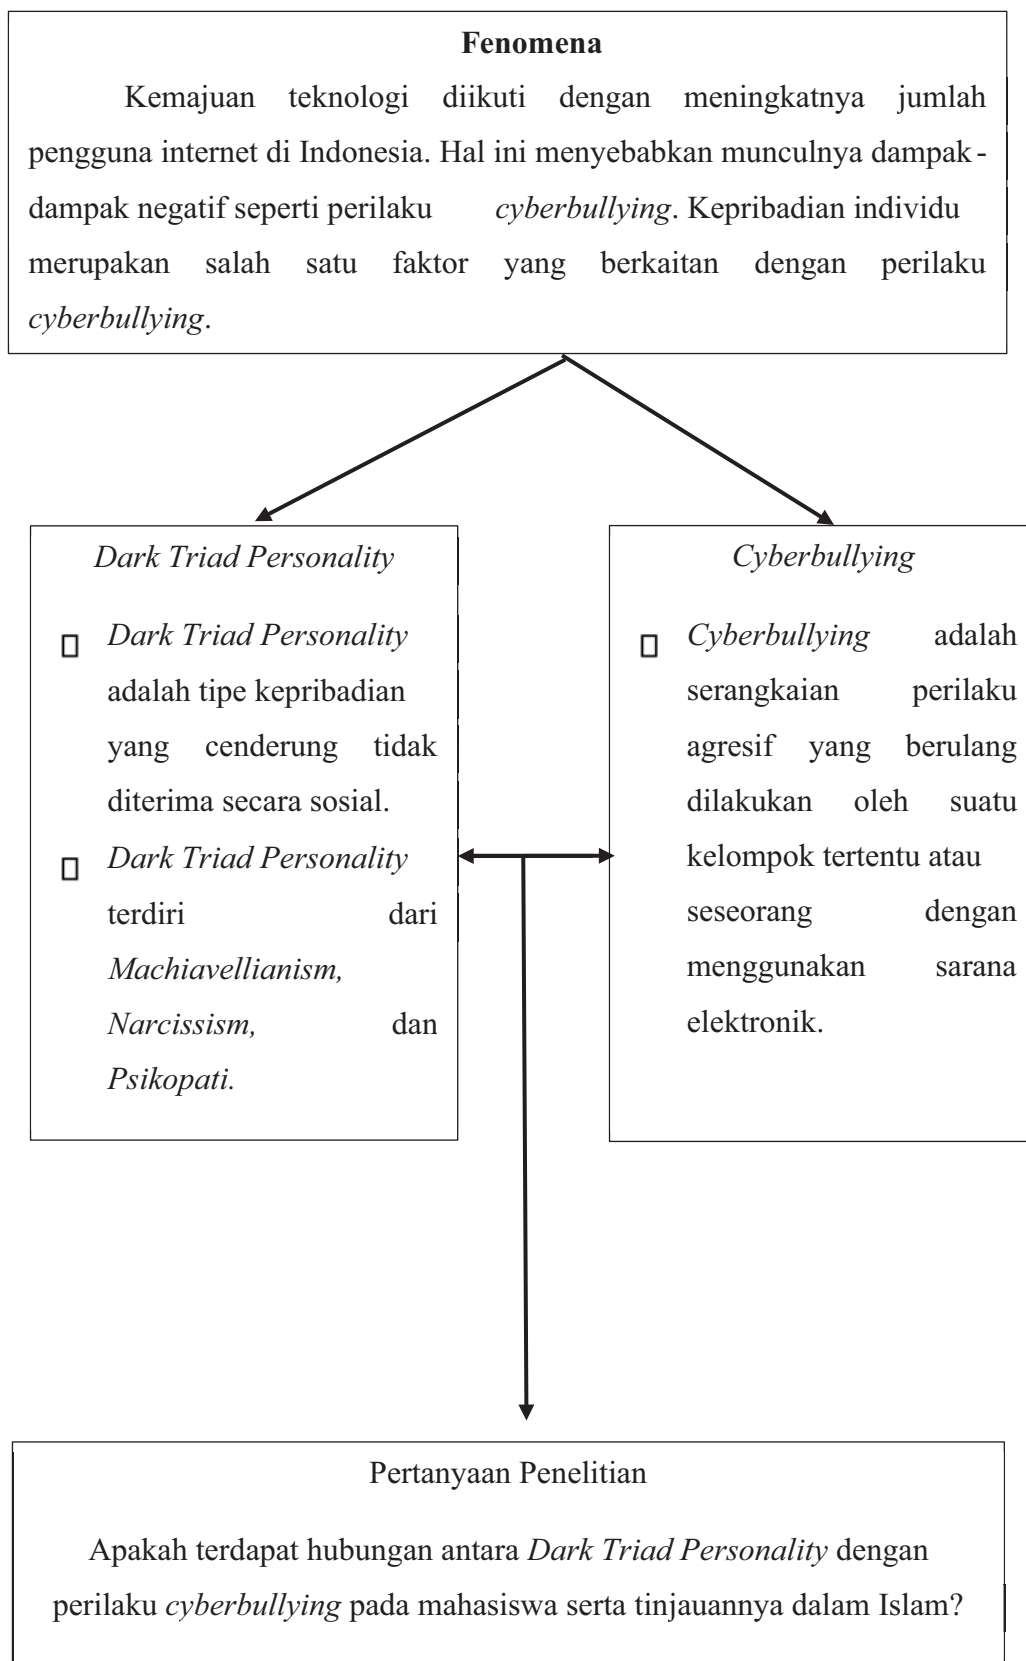 Fenomena
Kemajuan teknologi diikuti dengan meningkatnya jumlah
pengguna internet di Indonesia. Hal ini menyebabkan munculnya dampak-
dampak negatif seperti perilaku cyberbullying. Kepribadian individu
merupakan salah satu faktor yang berkaitan dengan perilaku
cyberbullying.
Dark Triad Personality
Dark Triad Personality
adalah tipe kepribadian
yang cenderung tidak
diterima secara sosial.
Dark Triad Personality
terdiri dari
Machiavellianism,
Narcissism, dan
Psikopati.
Cyberbullying
Cyberbullying adalah
serangkaian perilaku
agresif yang berulang
dilakukan oleh suatu
kelompok tertentu atau
seseorang dengan
menggunakan sarana
elektronik.
Pertanyaan Penelitian
Apakah terdapat hubungan antara Dark Triad Personality dengan
perilaku cyberbullying pada mahasiswa serta tinjauannya dalam Islam?